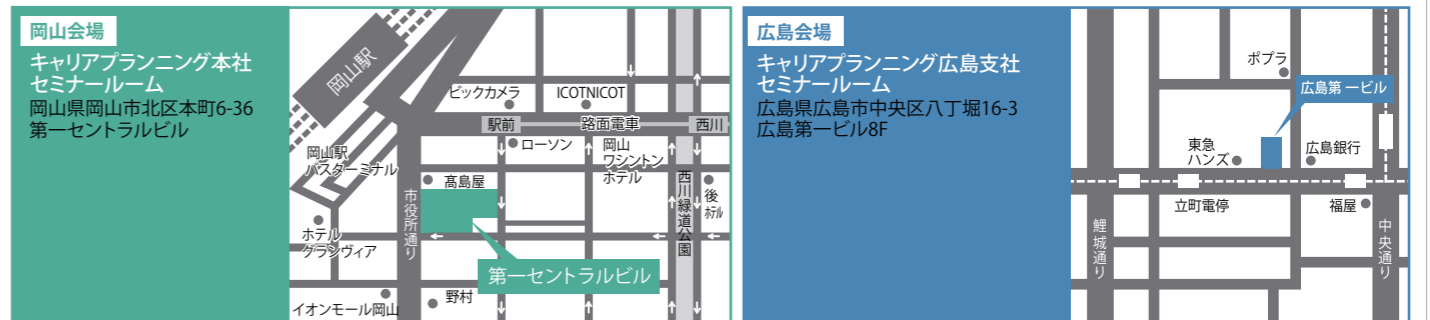 岡山会場
キャリアプランニング本社
セミナールーム
岡山県岡山市北区本町6-36
第一セントラルビル
岡山駅
ビックカメラ
ICOTNICOT
駅前
路面電車
西川
ローソン
岡山
ワシントン
ホテル
岡山駅
バスターミナル
髙島屋
市役所通り
西川緑道公園
後
ホテル
ホテル
グランヴィア
第一セントラルビル
野村
イオンモール岡山
広島会場
キャリアプランニング広島支社
セミナールーム
広島県広島市中央区八丁堀16-3
広島第一ビル8F
ポプラ
広島第一ビル
東急
ハンズ
広島銀行
立町電停
福屋
鯉城通り
中央通り